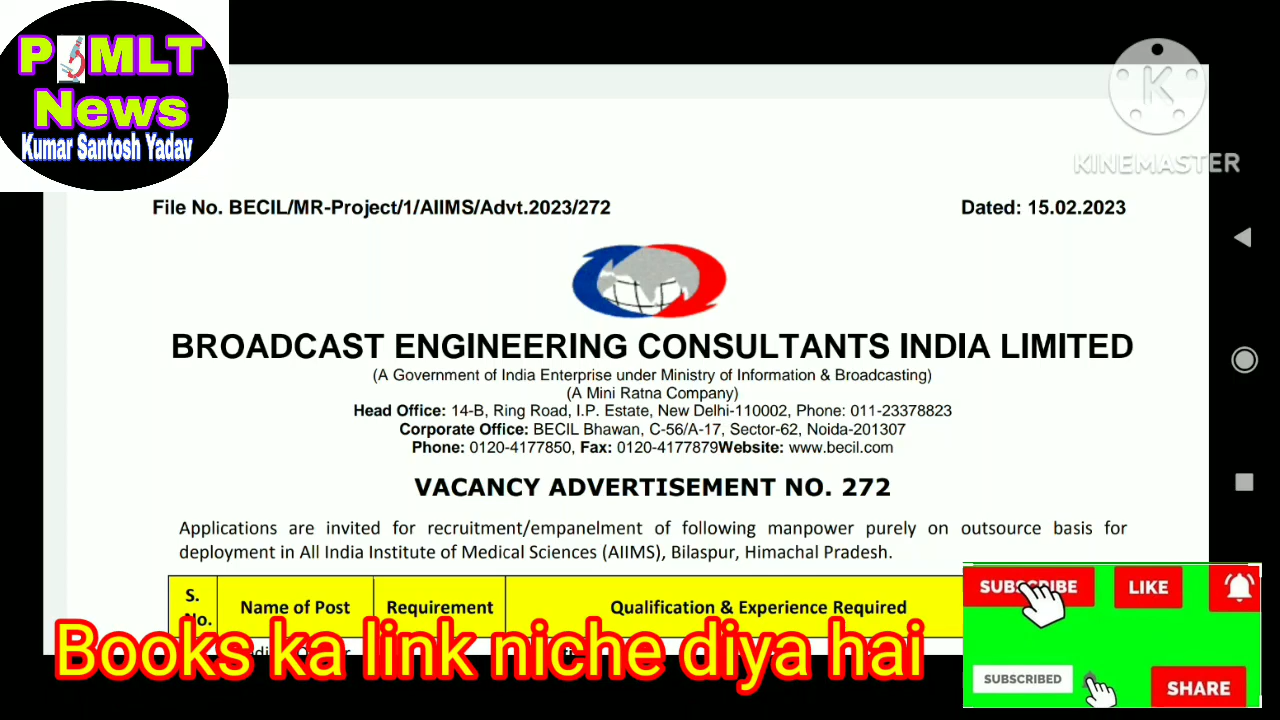 P MLT
News
Kumar Santosh Yadav
K
KINEMASTER
File No. BECIL/MR-Project/1/AIIMS/Advt.2023/272
Dated: 15.02.2023
BROADCAST ENGINEERING CONSULTANTS INDIA LIMITED
(A Government of India Enterprise under Ministry of Information & Broadcasting)
(A Mini Ratna Company)
Head Office: 14-B, Ring Road, I.P. Estate, New Delhi-110002, Phone: 011-23378823
Corporate Office: BECIL Bhawan, C-56/A-17, Sector-62, Noida-201307
Phone: 0120-4177850, Fax: 0120-4177879Website: www.becil.com
VACANCY ADVERTISEMENT NO. 272
Applications are invited for recruitment/empanelment of following manpower purely on outsource basis for
deployment in All India Institute of Medical Sciences (AIIMS), Bilaspur, Himachal Pradesh.
S. No.
Name of Post
Requirement
Qualification & Experience Required
Books ka link niche diya hai
SUBSCRIBE
LIKE
SUBSCRIBED
SHARE